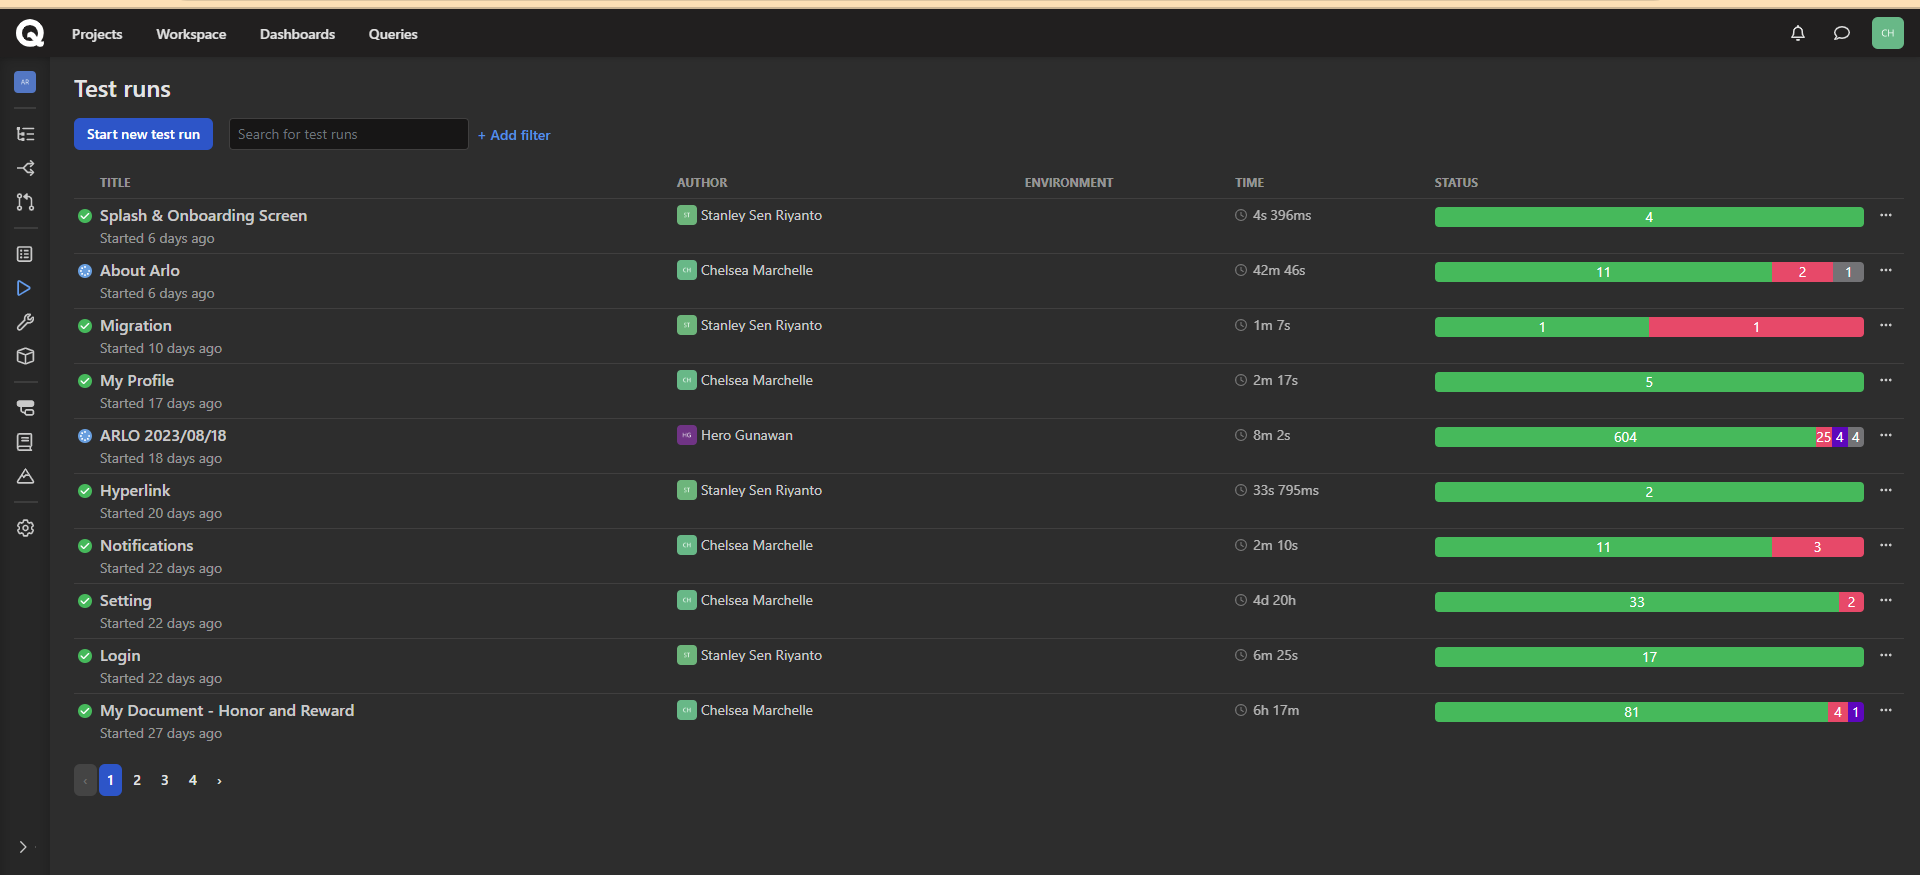 Projects Workspace Dashboards Queries CH
AR
Test runs
Start new test run Search for test runs + Add filter
TITLE AUTHOR ENVIRONMENT TIME STATUS
Splash & Onboarding Screen ST Stanley Sen Riyanto 4s 396ms 4
Started 6 days ago
About Arlo CH Chelsea Marchelle 42m 46s 11 2 1
Started 6 days ago
Migration ST Stanley Sen Riyanto 1m 7s 1 1
Started 10 days ago
My Profile CH Chelsea Marchelle 2m 17s 5
Started 17 days ago
ARLO 2023/08/18 HG Hero Gunawan 8m 2s 604 25 4 4
Started 18 days ago
Hyperlink ST Stanley Sen Riyanto 33s 795ms 2
Started 20 days ago
Notifications CH Chelsea Marchelle 2m 10s 11 3
Started 22 days ago
Setting CH Chelsea Marchelle 4d 20h 33 2
Started 22 days ago
Login ST Stanley Sen Riyanto 6m 25s 17
Started 22 days ago
My Document - Honor and Reward CH Chelsea Marchelle 6h 17m 81 4 1
Started 27 days ago
‹ 1 2 3 4 ›